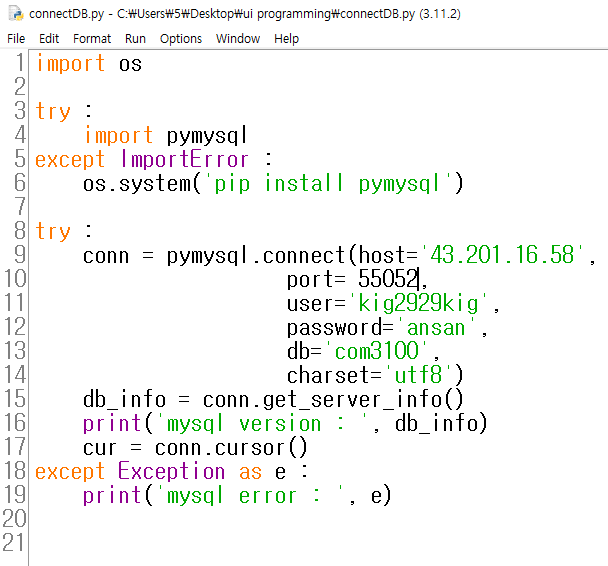 connectDB.py - C:₩Users₩5₩Desktop₩ui programming₩connectDB.py (3.11.2)
File Edit Format Run Options Window Help
1 import os
2
3 try :
4     import pymysql
5 except ImportError :
6     os.system('pip install pymysql')
7
8 try :
9     conn = pymysql.connect(host='43.201.16.58',
10                      port= 55052,
11                      user='kig2929kig',
12                      password='ansan',
13                      db='com3100',
14                      charset='utf8')
15     db_info = conn.get_server_info()
16     print('mysql version : ', db_info)
17     cur = conn.cursor()
18 except Exception as e :
19     print('mysql error : ', e)
20
21